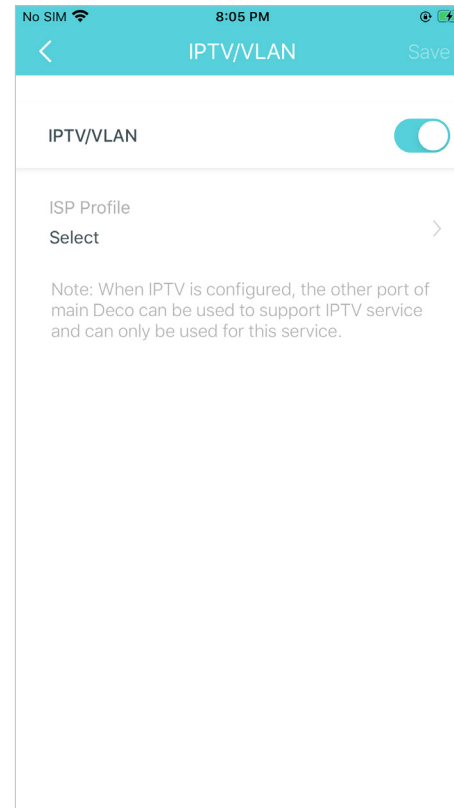 No SIM 8:05 PM
IPTV/VLAN Save
IPTV/VLAN
ISP Profile
Select
Note: When IPTV is configured, the other port of
main Deco can be used to support IPTV service
and can only be used for this service.